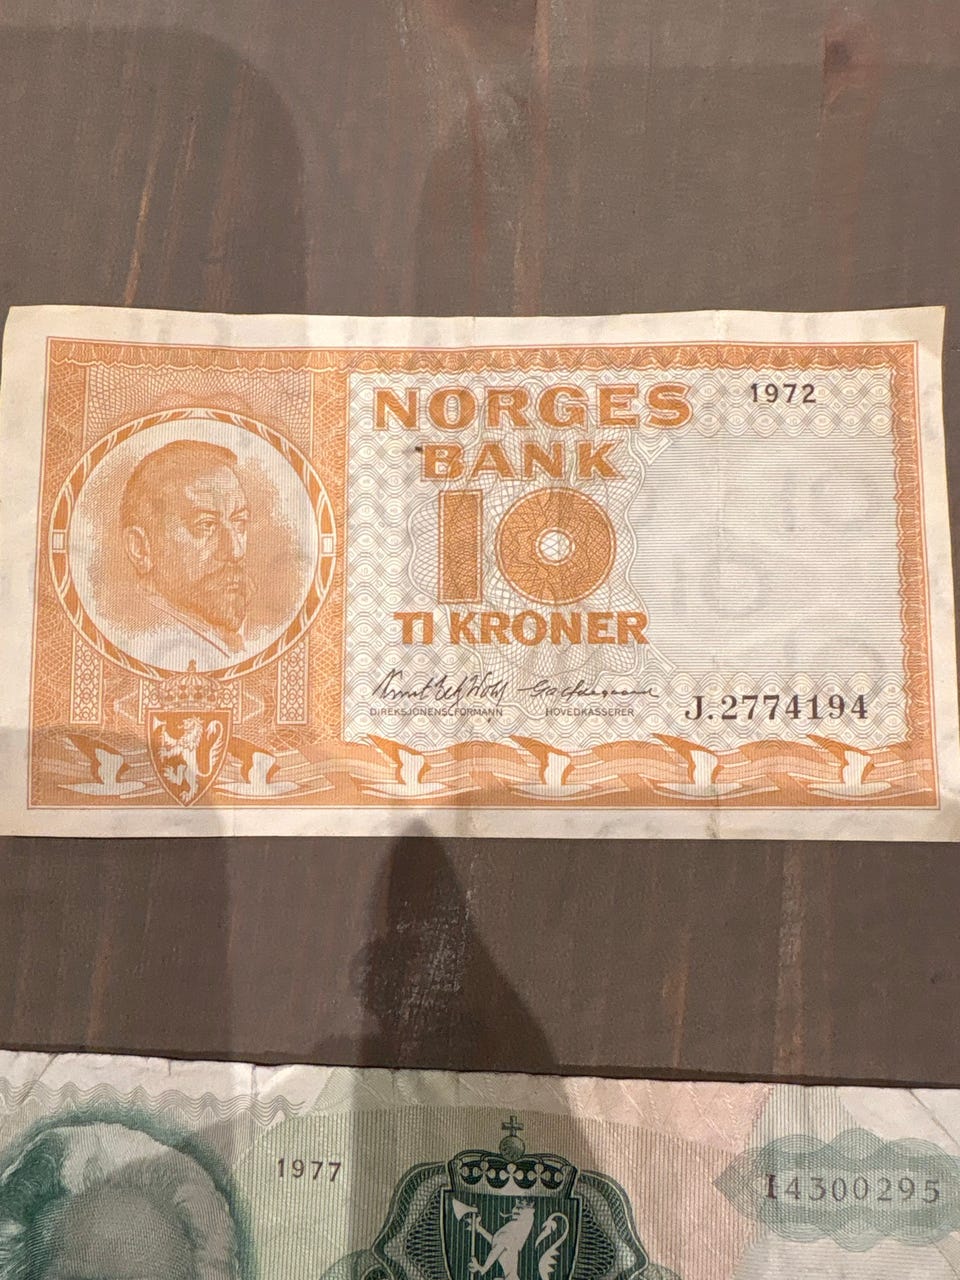 NORGES
1972
BANK
10
TI KRONER
DIREKSJONENS FORMANN
HOVEDKASSERER
J.2774194
1977
I4300295